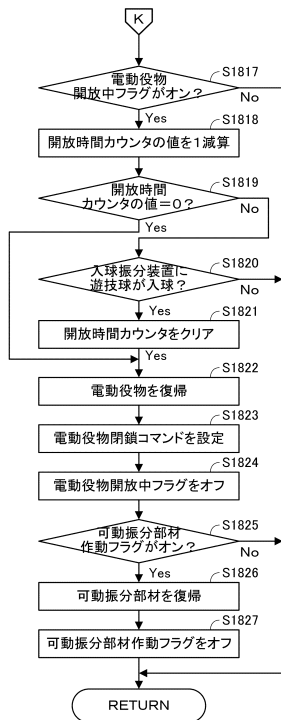 K
電動役物
開放中フラグがオン?
S1817
No
Yes
S1818
開放時間カウンタの値を1減算
開放時間
カウンタの値=0?
S1819
No
Yes
入球振分装置に
遊技球が入球?
S1820
No
Yes
S1821
開放時間カウンタをクリア
Yes
S1822
電動役物を復帰
S1823
電動役物閉鎖コマンドを設定
S1824
電動役物開放中フラグをオフ
可動振分部材
作動フラグがオン?
S1825
No
Yes
S1826
可動振分部材を復帰
S1827
可動振分部材作動フラグをオフ
RETURN